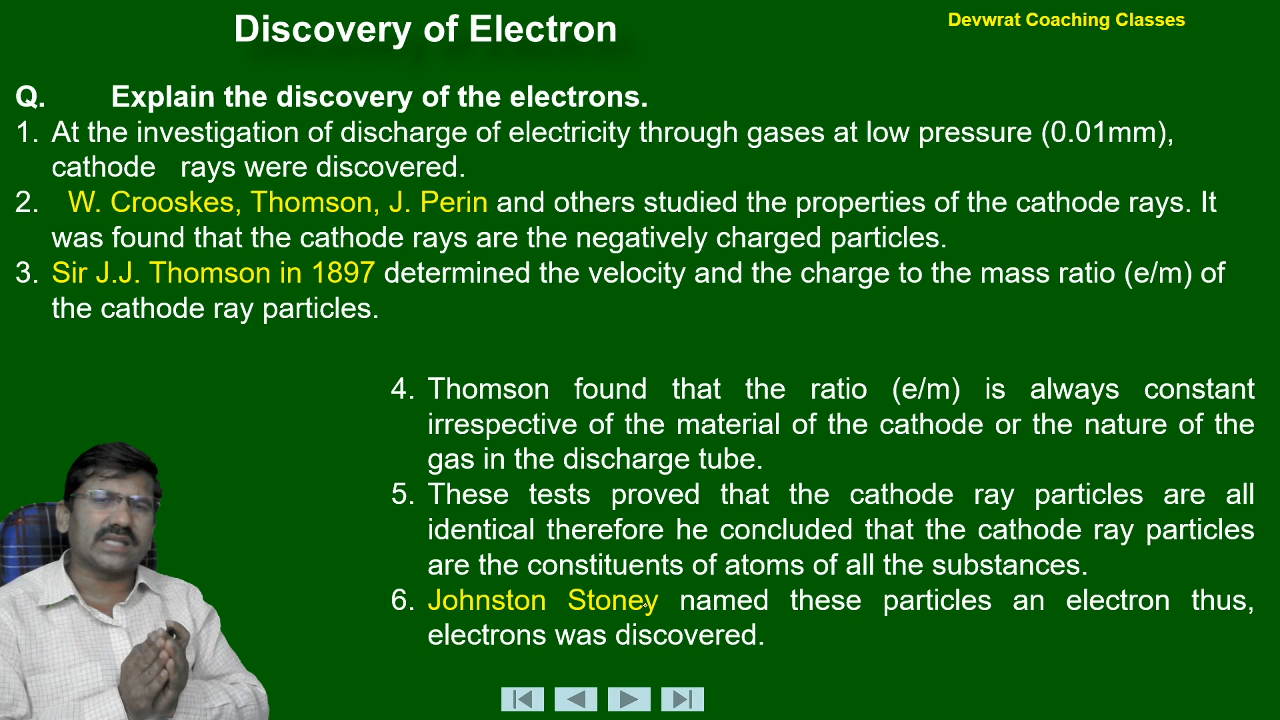 Discovery of Electron
Devwrat Coaching Classes
Q. Explain the discovery of the electrons.
1. At the investigation of discharge of electricity through gases at low pressure (0.01mm),
cathode rays were discovered.
2. W. Crooskes, Thomson, J. Perin and others studied the properties of the cathode rays. It
was found that the cathode rays are the negatively charged particles.
3. Sir J.J. Thomson in 1897 determined the velocity and the charge to the mass ratio (e/m) of
the cathode ray particles.
4. Thomson found that the ratio (e/m) is always constant
irrespective of the material of the cathode or the nature of the
gas in the discharge tube.
5. These tests proved that the cathode ray particles are all
identical therefore he concluded that the cathode ray particles
are the constituents of atoms of all the substances.
6. Johnston Stoney named these particles an electron thus,
electrons was discovered.